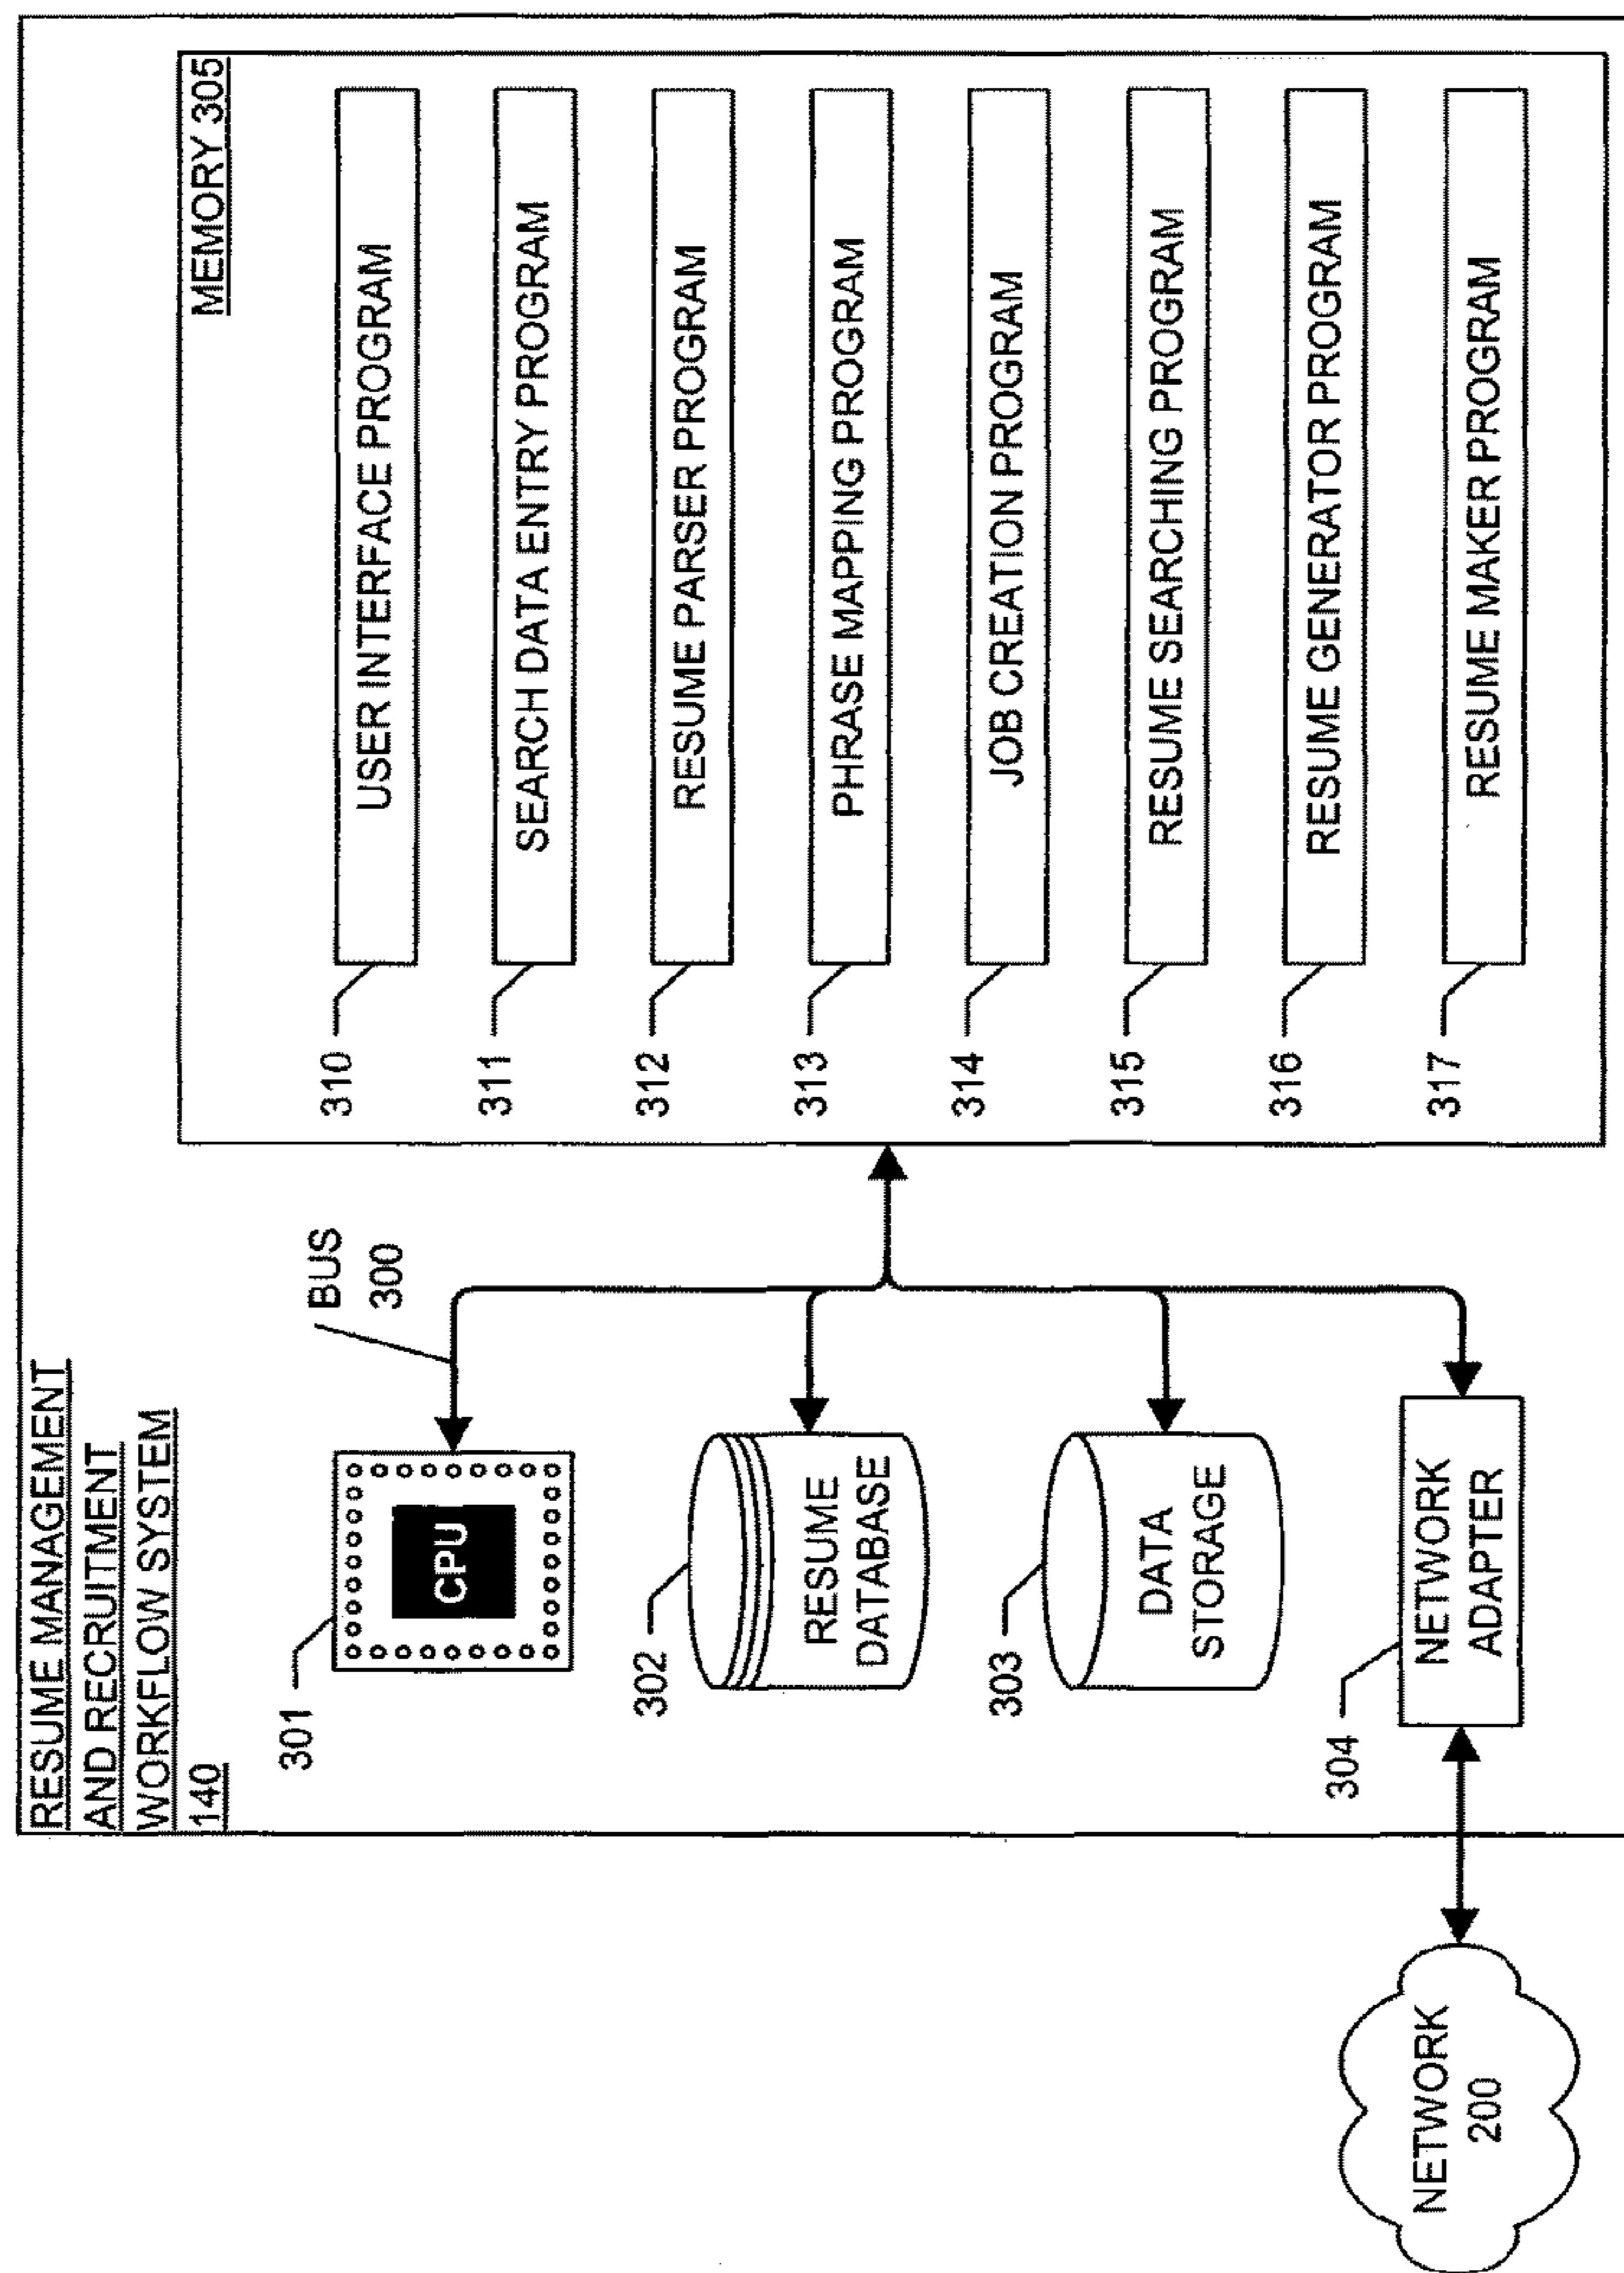 RESUME MANAGEMENT
AND RECRUITMENT
WORKFLOW SYSTEM
140
MEMORY 305
BUS
300
301
CPU
302
RESUME
DATABASE
303
DATA
STORAGE
304
NETWORK
ADAPTER
NETWORK
200
310
USER INTERFACE PROGRAM
311
SEARCH DATA ENTRY PROGRAM
312
RESUME PARSER PROGRAM
313
PHRASE MAPPING PROGRAM
314
JOB CREATION PROGRAM
315
RESUME SEARCHING PROGRAM
316
RESUME GENERATOR PROGRAM
317
RESUME MAKER PROGRAM